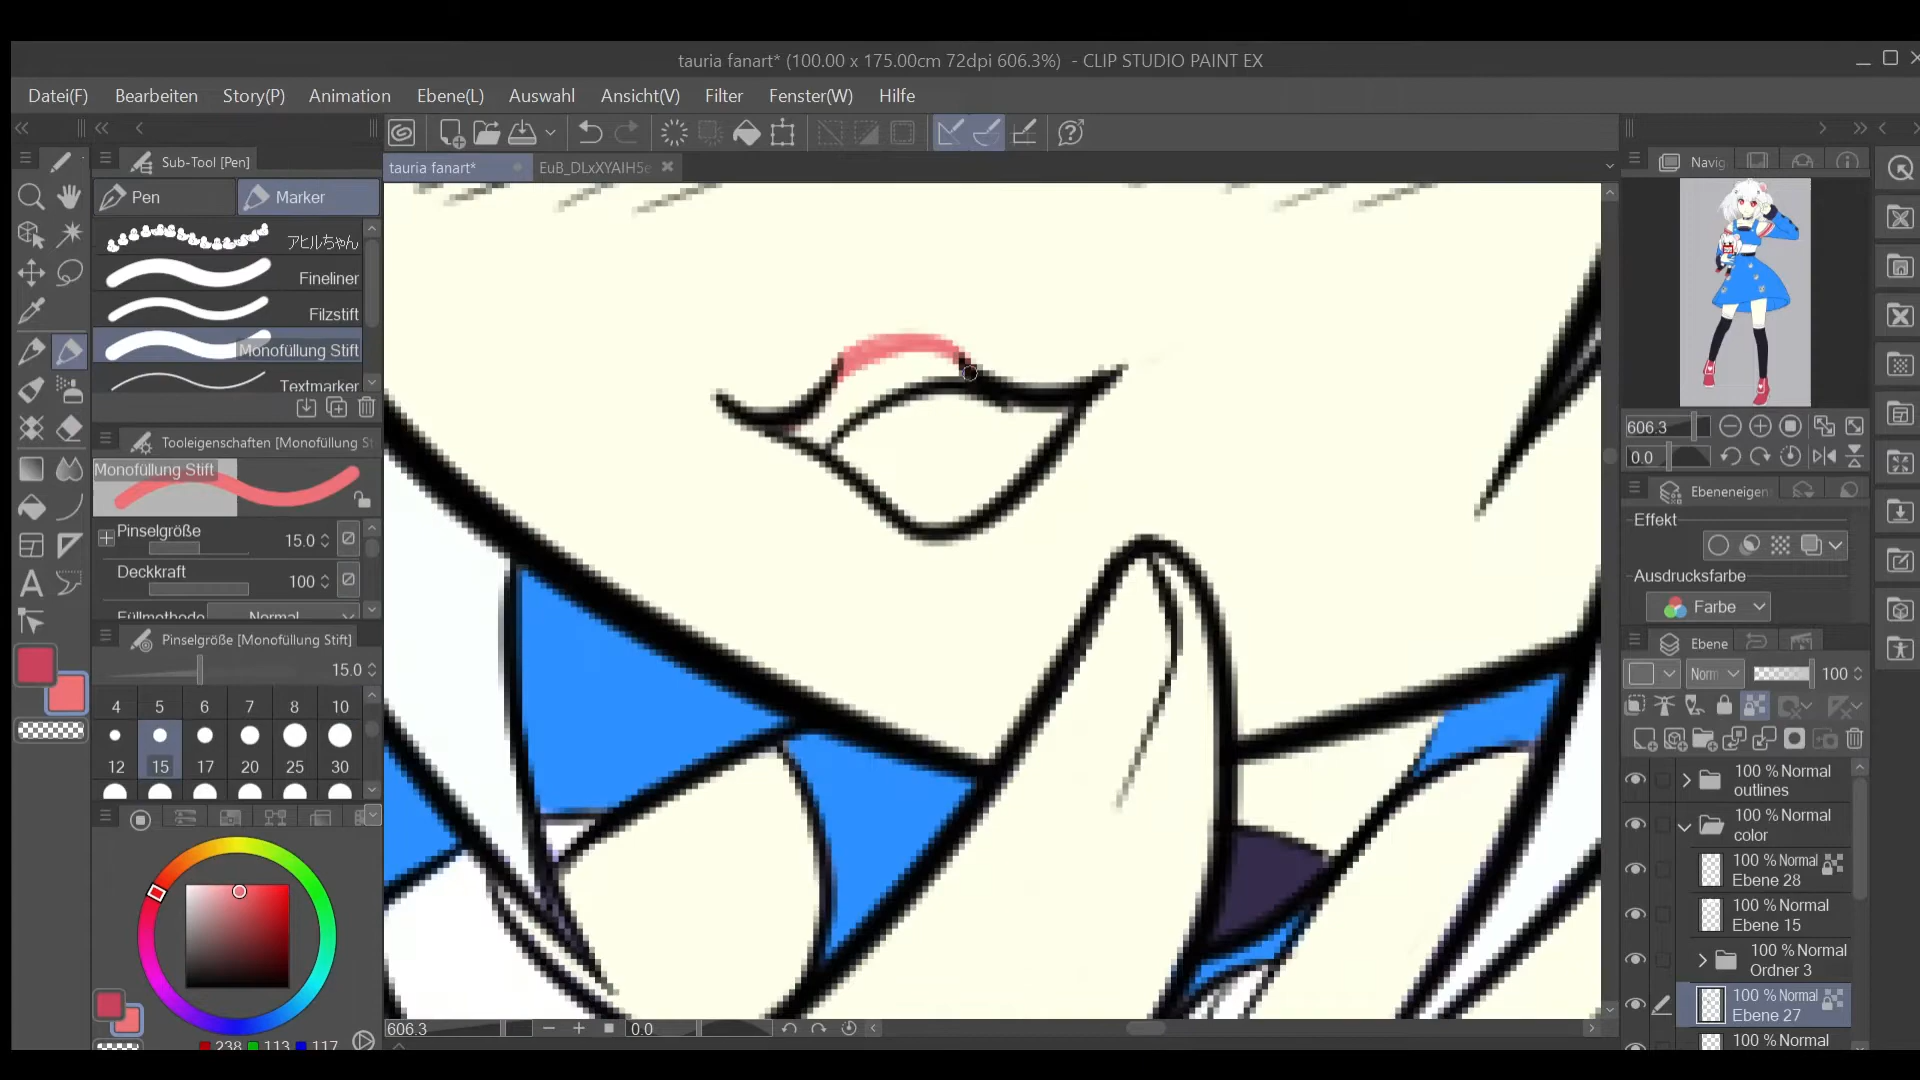 tauria fanart* (100.00 x 175.00cm 72dpi 606.3%) - CLIP STUDIO PAINT EX
Datei(F) Bearbeiten Story(P) Animation Ebene(L) Auswahl Ansicht(V) Filter Fenster(W) Hilfe
Sub-Tool [Pen]
tauria fanart*
EuB_DLxXYAIH5e
Pen
Marker
アヒルちゃん
Fineliner
Filzstift
Monofüllung Stift
Textmarker
Tooleigenschaften [Monofüllung S
Monofüllung Stift
Pinselgröße
15.0
Deckkraft
100
Füllmethode
Normal
Pinselgröße [Monofüllung Stift]
15.0
4 5 6 7 8 10
12 15 17 20 25 30
238 113 117
606.3
0.0
Navig
606.3
0.0
Ebeneneigen
Effekt
Ausdrucksfarbe
Farbe
Ebene
Norm
100
100 % Normal
outlines
100 % Normal
color
100 % Normal
Ebene 28
100 % Normal
Ebene 15
100 % Normal
Ordner 3
100 % Normal
Ebene 27
100 % Normal